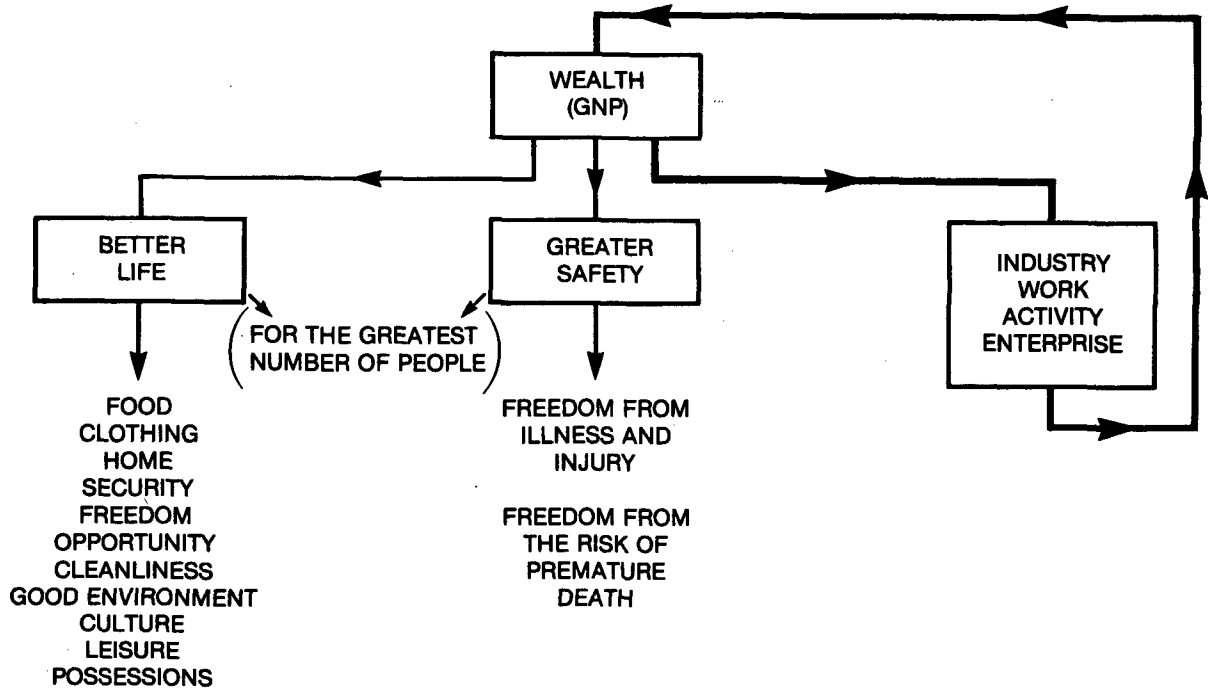 WEALTH
(GNP)
BETTER
LIFE
GREATER
SAFETY
INDUSTRY
WORK
ACTIVITY
ENTERPRISE
(FOR THE GREATEST
NUMBER OF PEOPLE)
FOOD
CLOTHING
HOME
SECURITY
FREEDOM
OPPORTUNITY
CLEANLINESS
GOOD ENVIRONMENT
CULTURE
LEISURE
POSSESSIONS
FREEDOM FROM
ILLNESS AND
INJURY
FREEDOM FROM
THE RISK OF
PREMATURE
DEATH